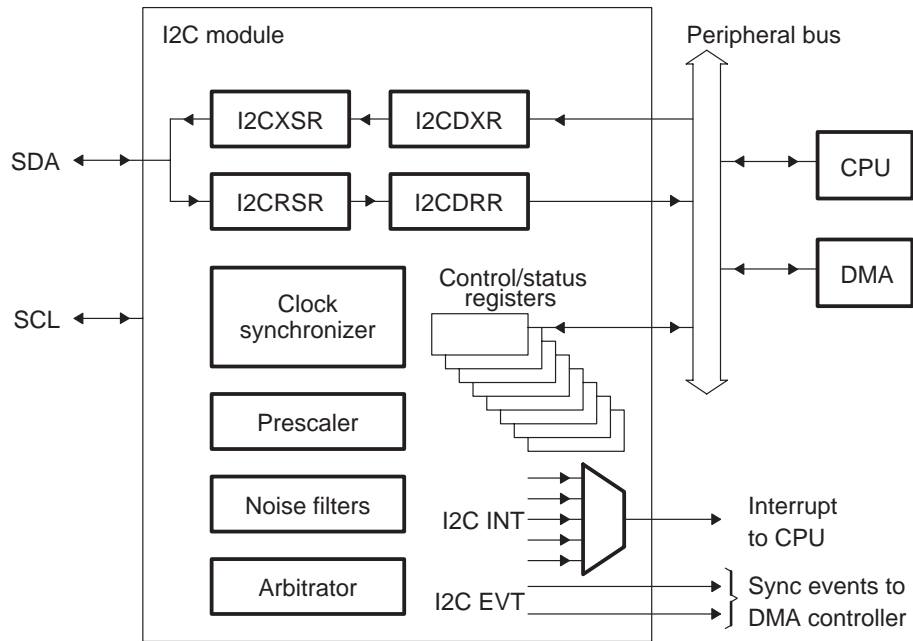 I2C module
Peripheral bus
I2CXSR
I2CDXR
SDA
CPU
I2CRSR
I2CDRR
DMA
Control/status
registers
SCL
Clock
synchronizer
Prescaler
Noise filters
I2C INT
Interrupt
to CPU
Arbitrator
I2C EVT
Sync events to
DMA controller